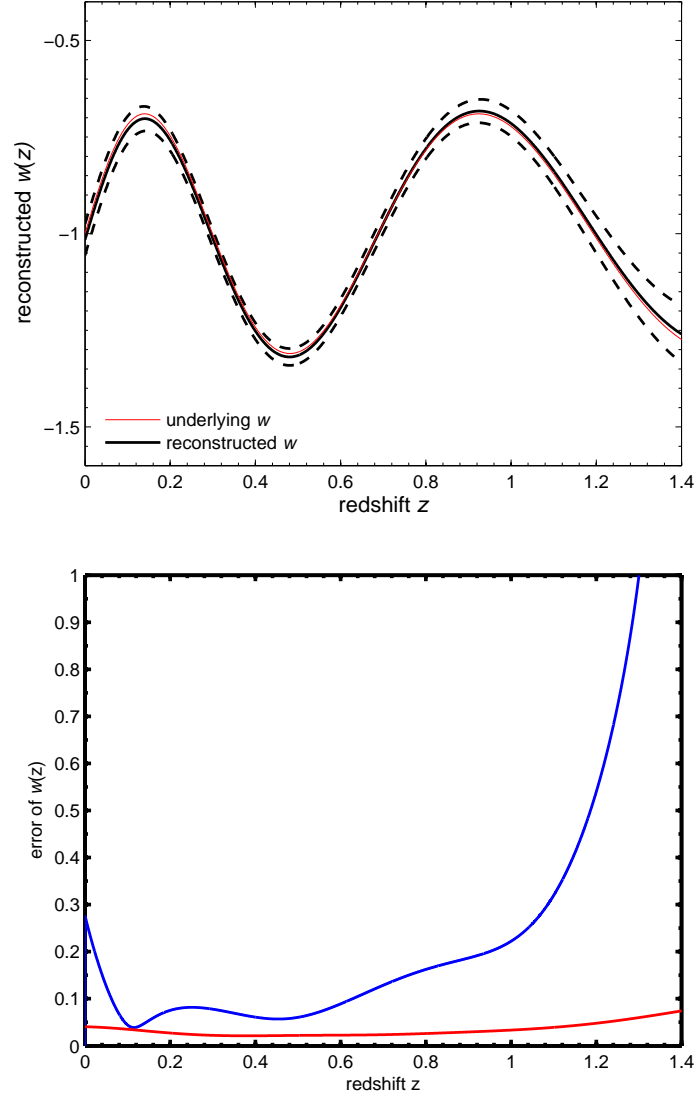 −0.5
−1
−1.5
reconstructed w(z)
underlying w
reconstructed w
0 0.2 0.4 0.6 0.8 1 1.2 1.4
redshift z
1
0.9
0.8
0.7
0.6
0.5
0.4
0.3
0.2
0.1
0
error of w(z)
0 0.2 0.4 0.6 0.8 1 1.2 1.4
redshift z